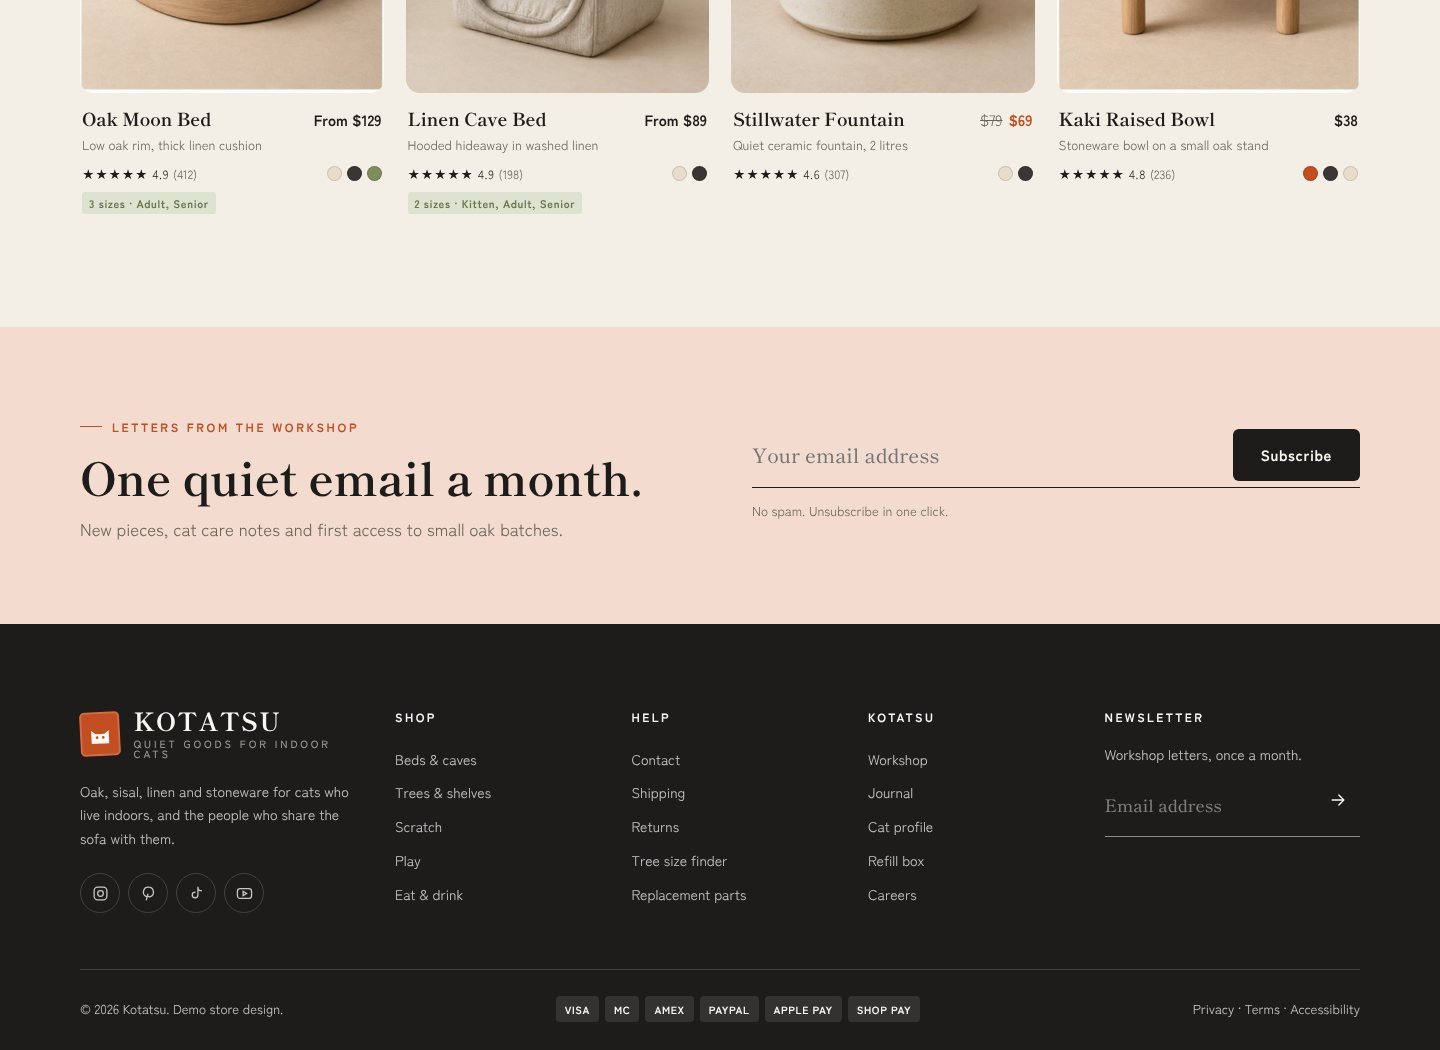 Oak Moon Bed
From $129
Low oak rim, thick linen cushion
★★★★★ 4.9 (412)
3 sizes · Adult, Senior
Linen Cave Bed
From $89
Hooded hideaway in washed linen
★★★★★ 4.9 (198)
2 sizes · Kitten, Adult, Senior
Stillwater Fountain
$79 $69
Quiet ceramic fountain, 2 litres
★★★★★ 4.6 (307)
Kaki Raised Bowl
$38
Stoneware bowl on a small oak stand
★★★★★ 4.8 (236)
LETTERS FROM THE WORKSHOP
One quiet email a month.
New pieces, cat care notes and first access to small oak batches.
Your email address
Subscribe
No spam. Unsubscribe in one click.
KOTATSU
QUIET GOODS FOR INDOOR
CATS
Oak, sisal, linen and stoneware for cats who
live indoors, and the people who share the
sofa with them.
SHOP
Beds & caves
Trees & shelves
Scratch
Play
Eat & drink
HELP
Contact
Shipping
Returns
Tree size finder
Replacement parts
KOTATSU
Workshop
Journal
Cat profile
Refill box
Careers
NEWSLETTER
Workshop letters, once a month.
Email address
© 2026 Kotatsu. Demo store design.
VISA
MC
AMEX
PAYPAL
APPLE PAY
SHOP PAY
Privacy · Terms · Accessibility